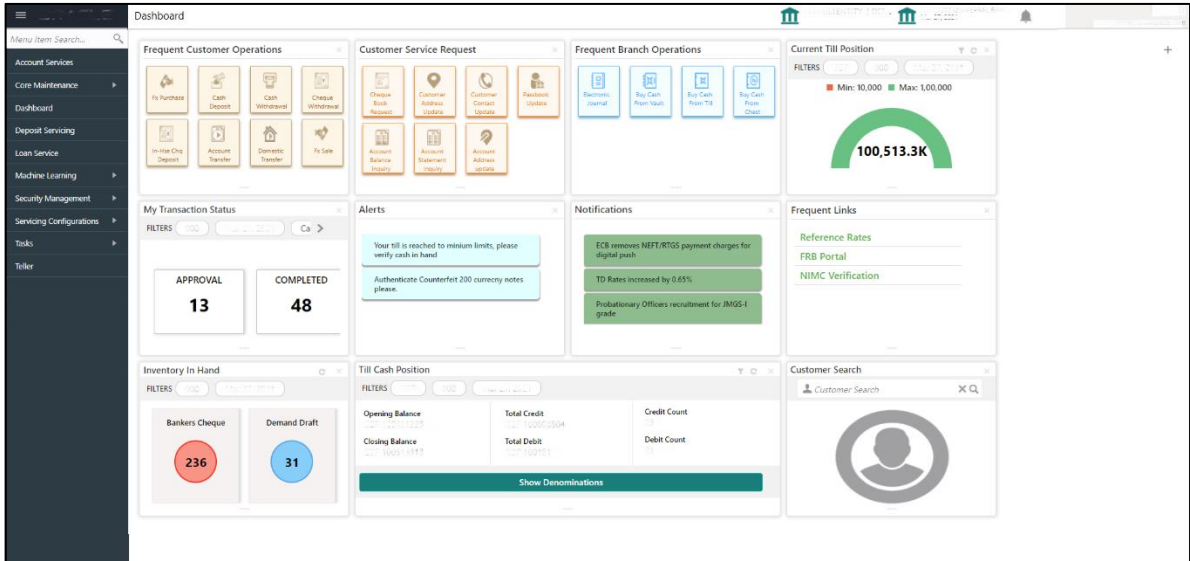 Dashboard
Menu Item Search...
Account Services
Core Maintenance
Dashboard
Deposit Servicing
Loan Service
Machine Learning
Security Management
Servicing Configurations
Tasks
Teller
Frequent Customer Operations
Fx Purchase
Cash
Deposit
Cash
Withdrawal
Cheque
Withdrawal
In-Hse Chq
Deposit
Account
Transfer
Domestic
Transfer
Fx Sale
Customer Service Request
Cheque
Book
Request
Customer
Address
Update
Customer
Contact
Update
Passbook
Update
Account
Balance
Inquiry
Account
Statement
Inquiry
Account
Address
update
Frequent Branch Operations
Electronic
Journal
Buy Cash
From Vault
Buy Cash
From Till
Buy Cash
From
Chest
Current Till Position
FILTERS
Min: 10,000 Max: 1,00,000
100,513.3K
My Transaction Status
FILTERS
Ca
APPROVAL
13
COMPLETED
48
Alerts
Your till is reached to minium limits, please
verify cash in hand
Authenticate Counterfeit 200 currecny notes
please.
Notifications
ECB removes NEFT/RTGS payment charges for
digital push
TD Rates increased by 0.65%
Probationary Officers recruitment for JMGS-I
grade
Frequent Links
Reference Rates
FRB Portal
NIMC Verification
Inventory In Hand
FILTERS
Bankers Cheque
236
Demand Draft
31
Till Cash Position
FILTERS
Opening Balance
Total Credit
Credit Count
Closing Balance
Total Debit
Debit Count
Show Denominations
Customer Search
Customer Search